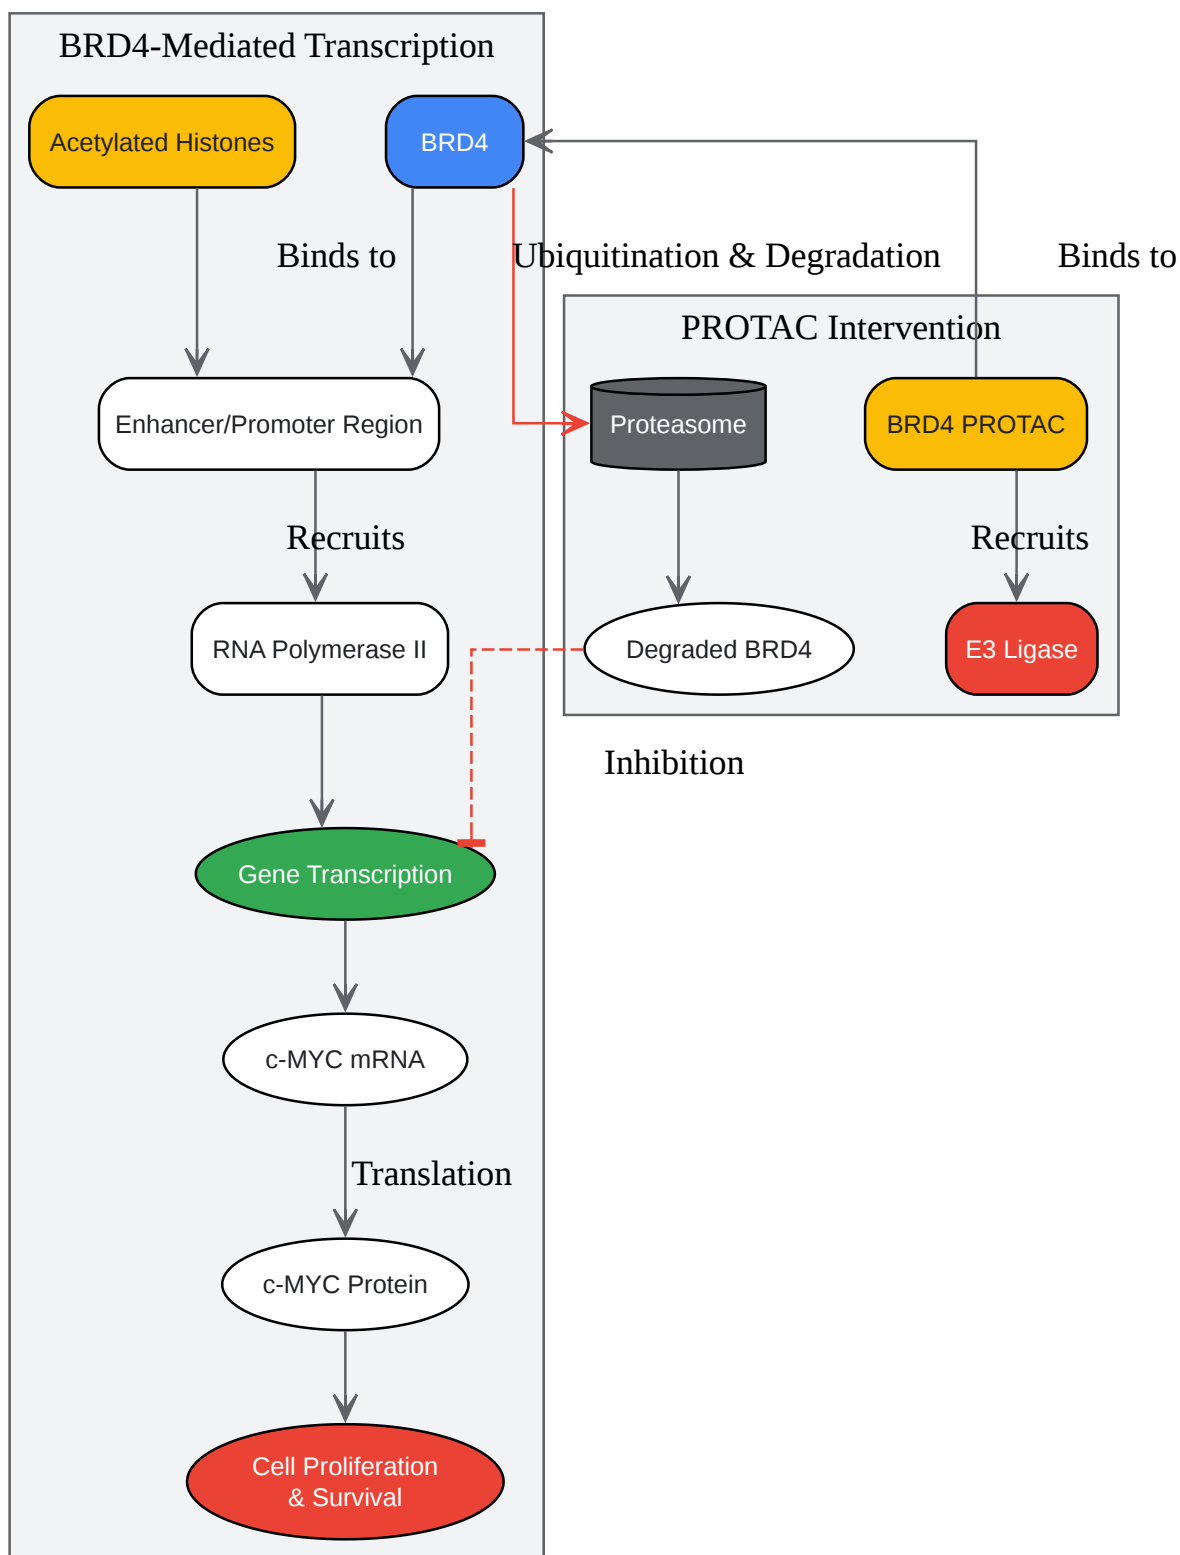 BRD4-Mediated Transcription
Acetylated Histones
BRD4
Binds to
Ubiquitination & Degradation
Binds to
PROTAC Intervention
Enhancer/Promoter Region
Proteasome
BRD4 PROTAC
Recruits
Recruits
RNA Polymerase II
Degraded BRD4
E3 Ligase
Inhibition
Gene Transcription
c-MYC mRNA
Translation
c-MYC Protein
Cell Proliferation
& Survival